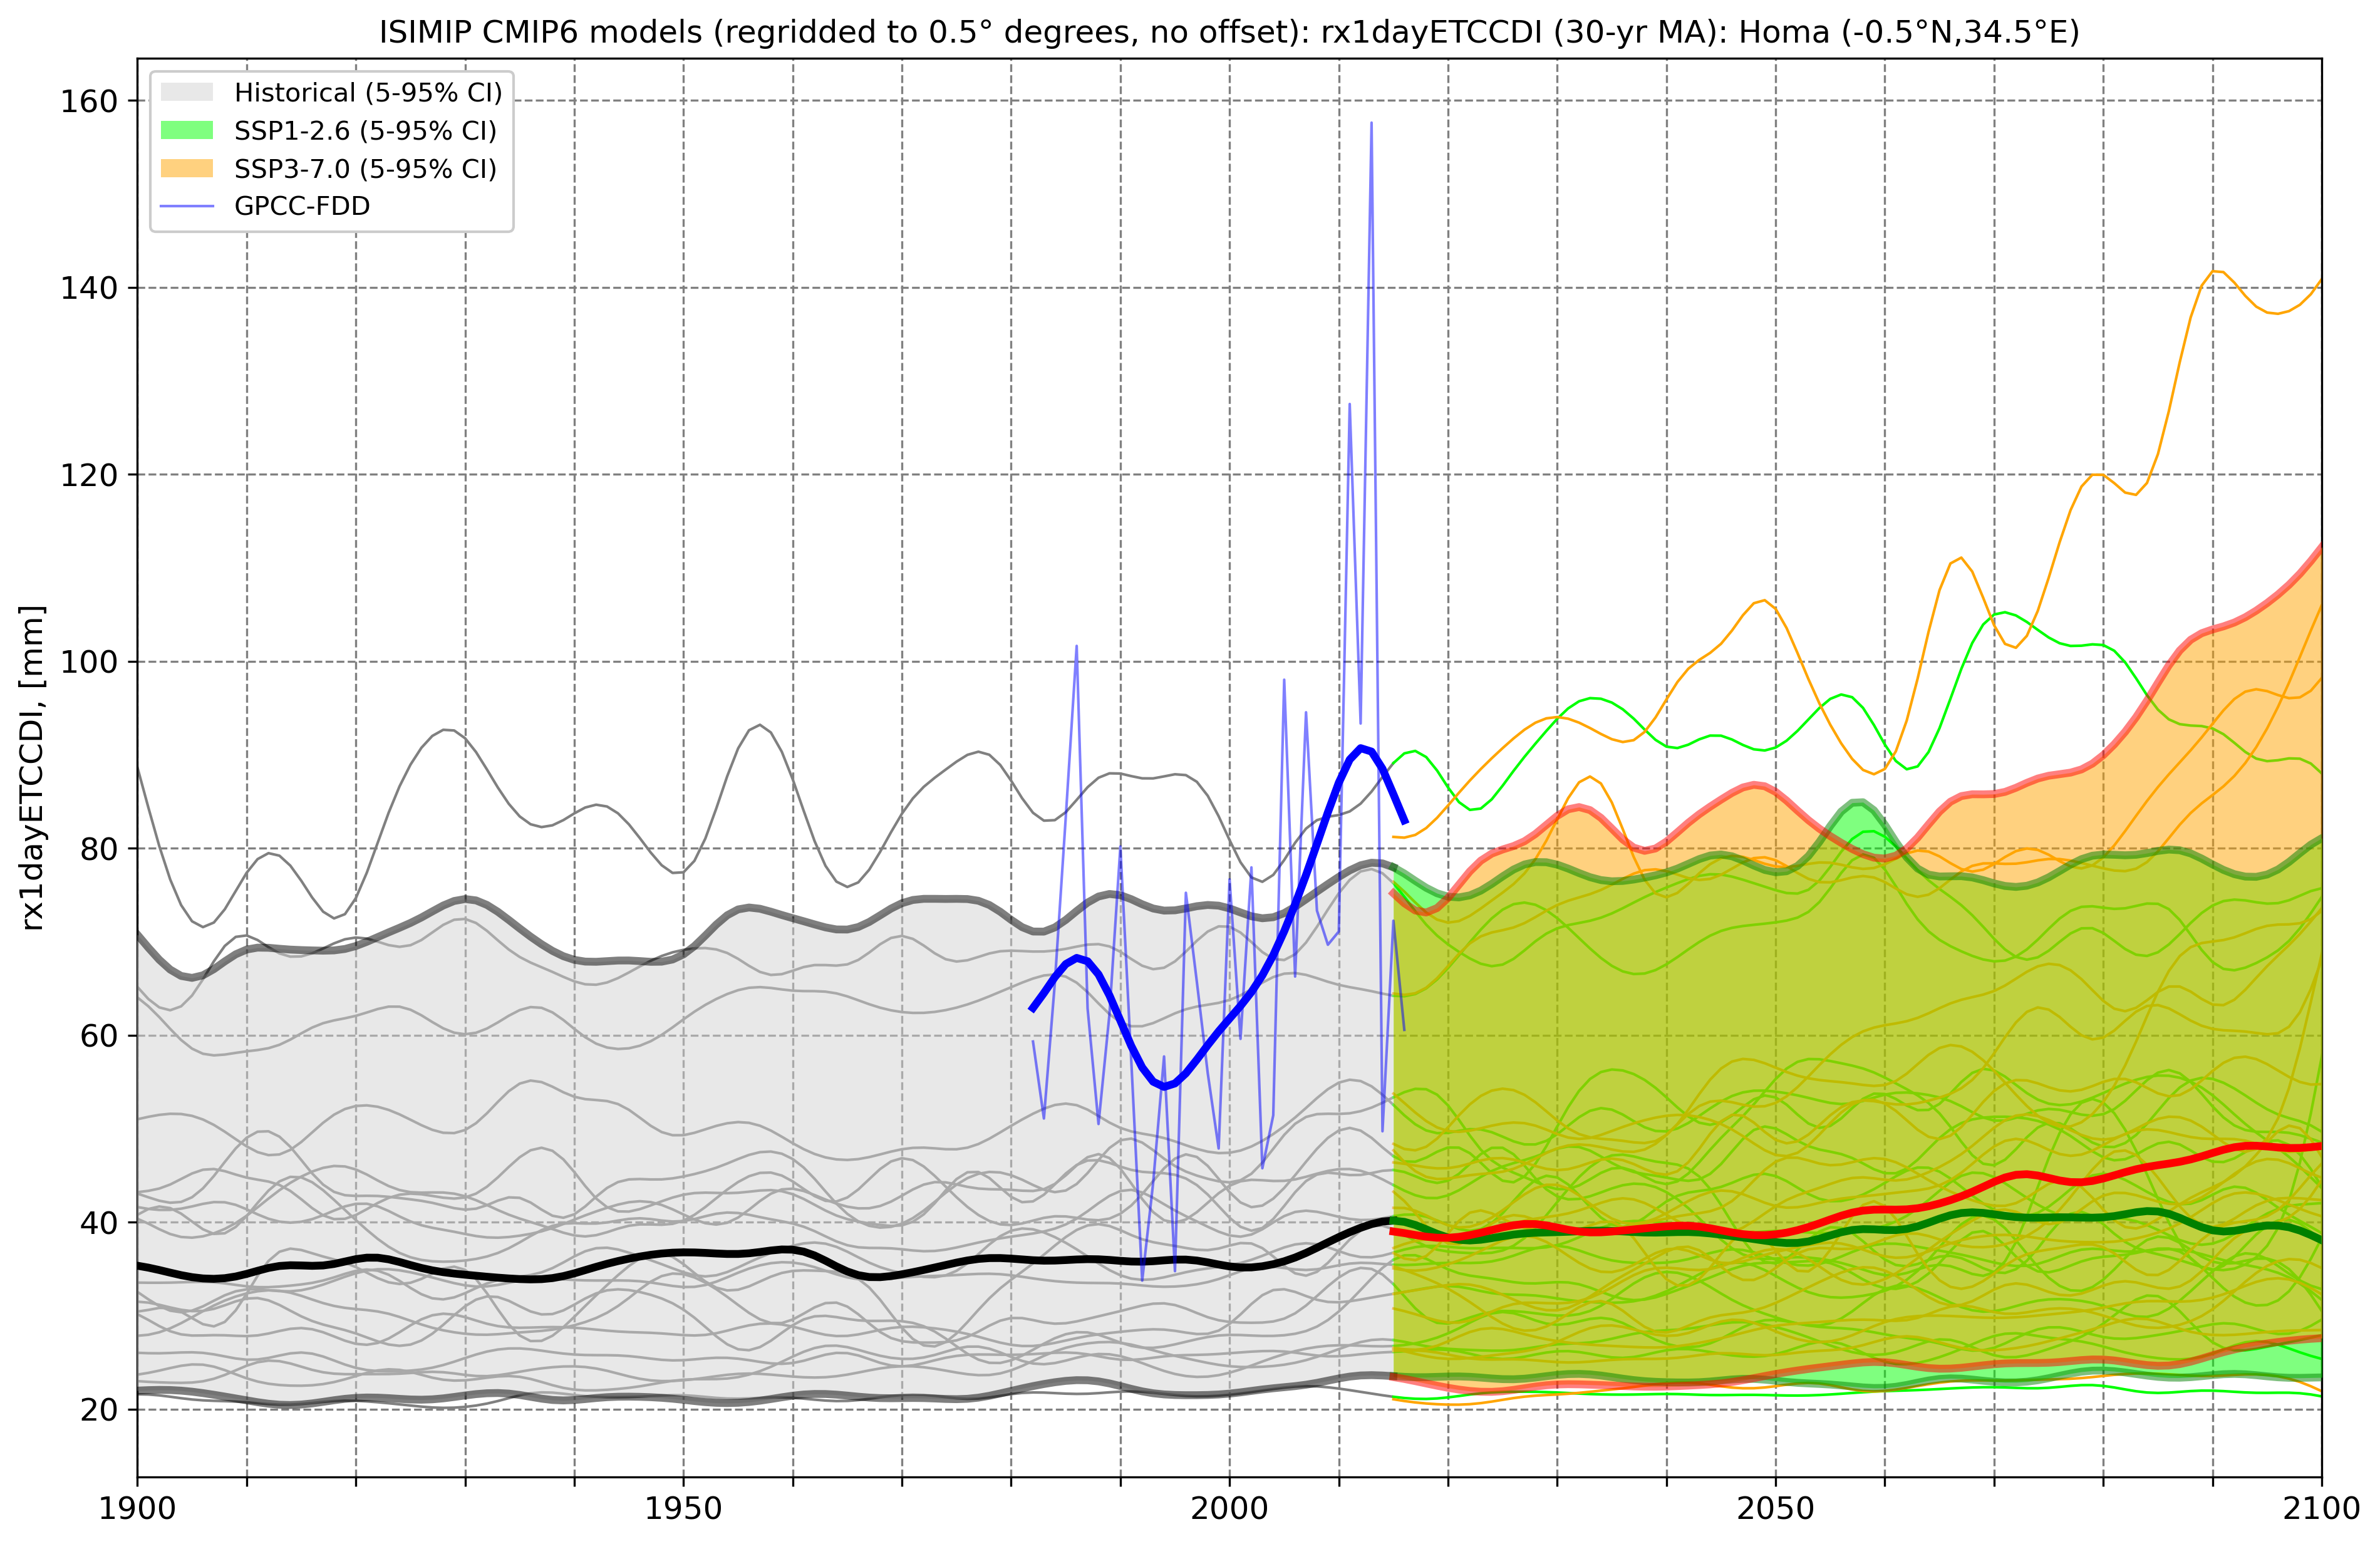 ISIMIP CMIP6 models (regridded to 0.5° degrees, no offset): rx1dayETCCDI (30-yr MA): Homa (-0.5°N,34.5°E)
Historical (5-95% CI)
SSP1-2.6 (5-95% CI)
SSP3-7.0 (5-95% CI)
GPCC-FDD
rx1dayETCCDI, [mm]
160
140
120
100
80
60
40
20
1900
1950
2000
2050
2100